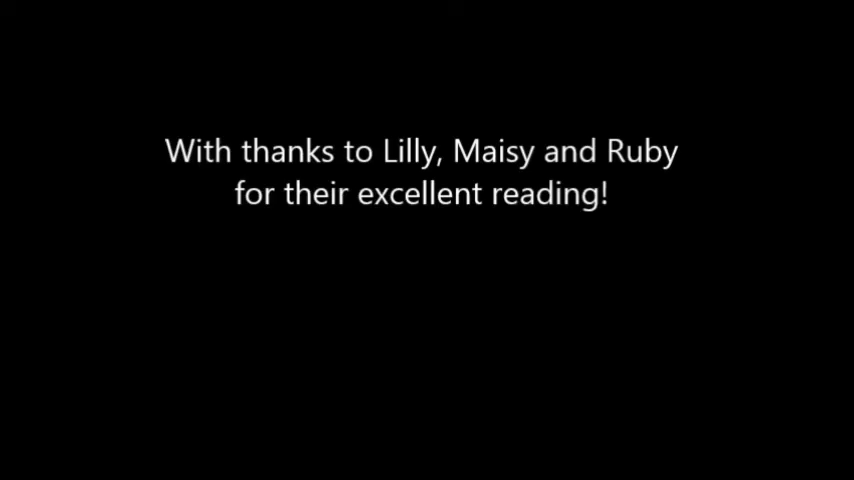 With thanks to Lilly, Maisy and Ruby
for their excellent reading!